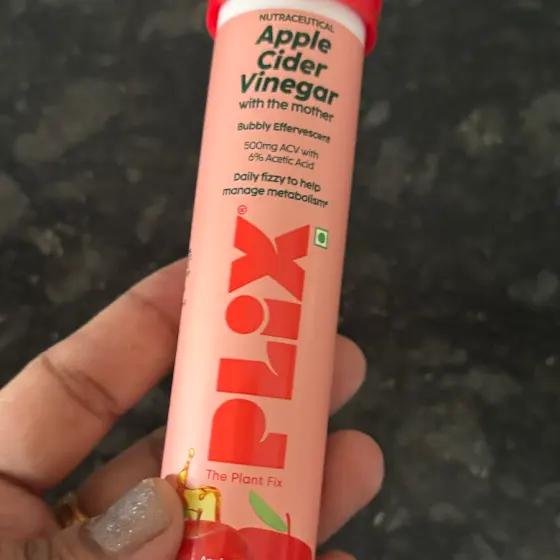 NUTRACEUTICAL
Apple
Cider
Vinegar
with the mother
Bubbly Effervescent
500mg ACV with
6% Acetic Acid
Daily fizzy to help
manage metabolism*
PLIX®
The Plant Fix